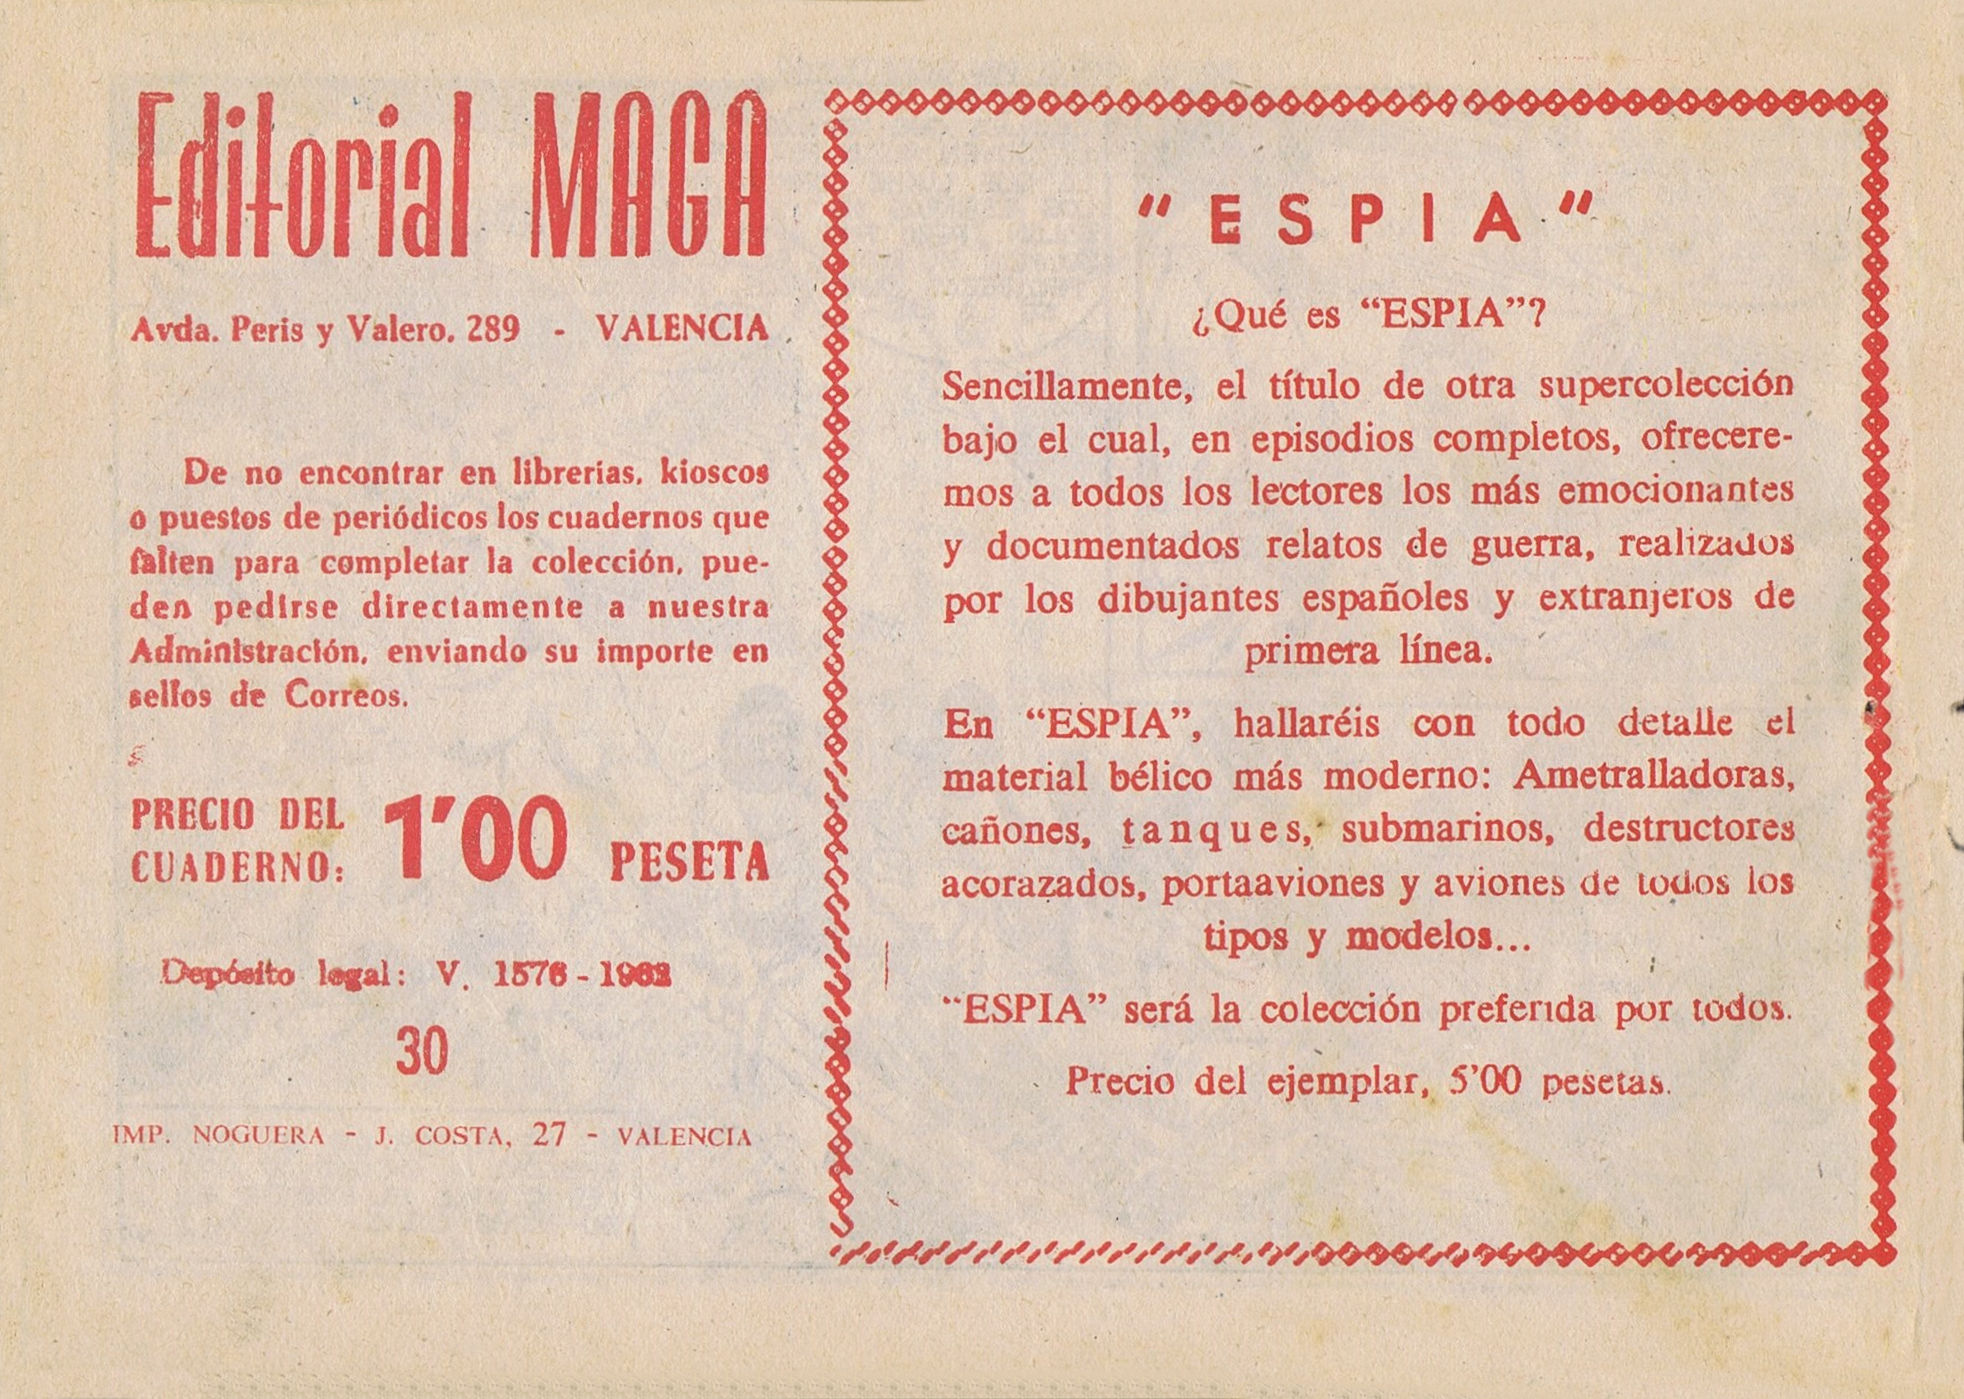 Editorial MAGA
Avda. Peris y Valero, 289 - VALENCIA
De no encontrar en librerias, kioscos
o puestos de periódicos los cuadernos que
falten para completar la colección, pue-
den pedirse directamente a nuestra
Administración, enviando su importe en
sellos de Correos.
PRECIO DEL
CUADERNO: 1'00 PESETA
Depósito legal: V. 1576 - 1962
30
IMP. NOGUERA - J. COSTA, 27 - VALENCIA
"ESPIA"
¿Qué es “ESPIA”?
Sencillamente, el título de otra supercolección
bajo el cual, en episodios completos, ofrecere-
mos a todos los lectores los más emocionantes
y documentados relatos de guerra, realizados
por los dibujantes españoles y extranjeros de
primera línea.
En “ESPIA”, hallaréis con todo detalle el
material bélico más moderno: Ametralladoras,
cañones, tanques, submarinos, destructores
acorazados, portaaviones y aviones de todos los
tipos y modelos...
“ESPIA” será la colección preferida por todos.
Precio del ejemplar, 5’00 pesetas.